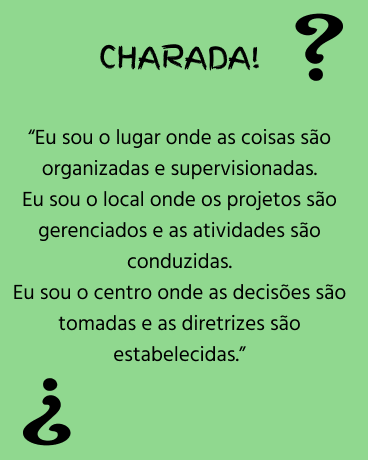 CHARADA!
?
“Eu sou o lugar onde as coisas são
organizadas e supervisionadas.
Eu sou o local onde os projetos são
gerenciados e as atividades são
conduzidas.
Eu sou o centro onde as decisões são
tomadas e as diretrizes são
estabelecidas.”
¿